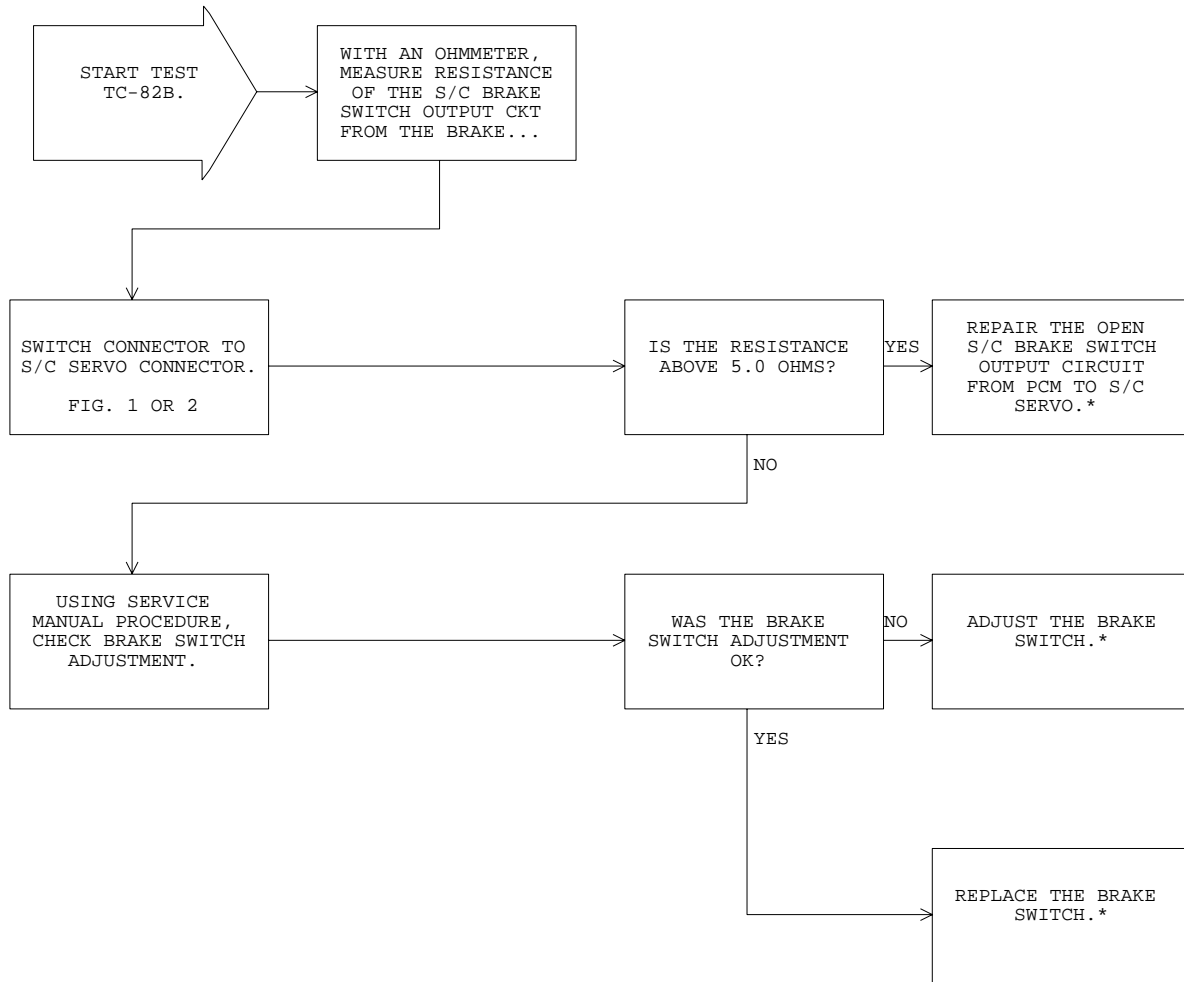 START TEST
TC-82B.
WITH AN OHMMETER,
MEASURE RESISTANCE
OF THE S/C BRAKE
SWITCH OUTPUT CKT
FROM THE BRAKE...
SWITCH CONNECTOR TO
S/C SERVO CONNECTOR.
FIG. 1 OR 2
IS THE RESISTANCE
ABOVE 5.0 OHMS?
YES
REPAIR THE OPEN
S/C BRAKE SWITCH
OUTPUT CIRCUIT
FROM PCM TO S/C
SERVO.*
NO
USING SERVICE
MANUAL PROCEDURE,
CHECK BRAKE SWITCH
ADJUSTMENT.
WAS THE BRAKE
SWITCH ADJUSTMENT
OK?
NO
ADJUST THE BRAKE
SWITCH.*
YES
REPLACE THE BRAKE
SWITCH.*